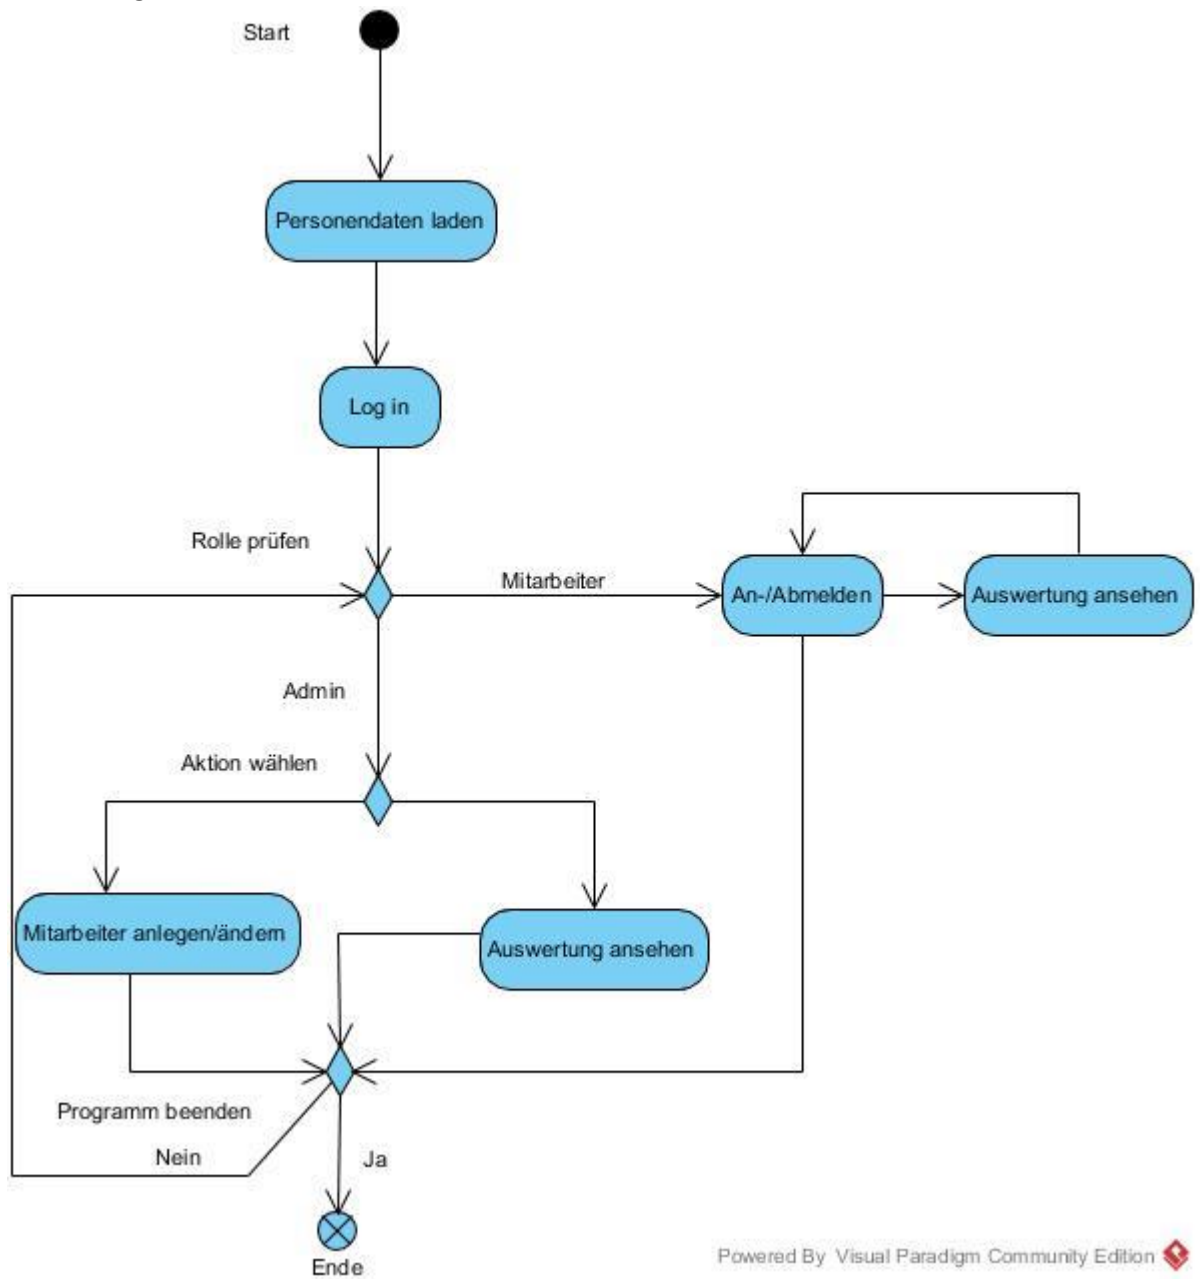 Start
Personendaten laden
Log in
Rolle prüfen
Mitarbeiter
An-/Abmelden
Auswertung ansehen
Admin
Aktion wählen
Mitarbeiter anlegen/ändern
Auswertung ansehen
Programm beenden
Nein
Ja
Ende
Powered By Visual Paradigm Community Edition